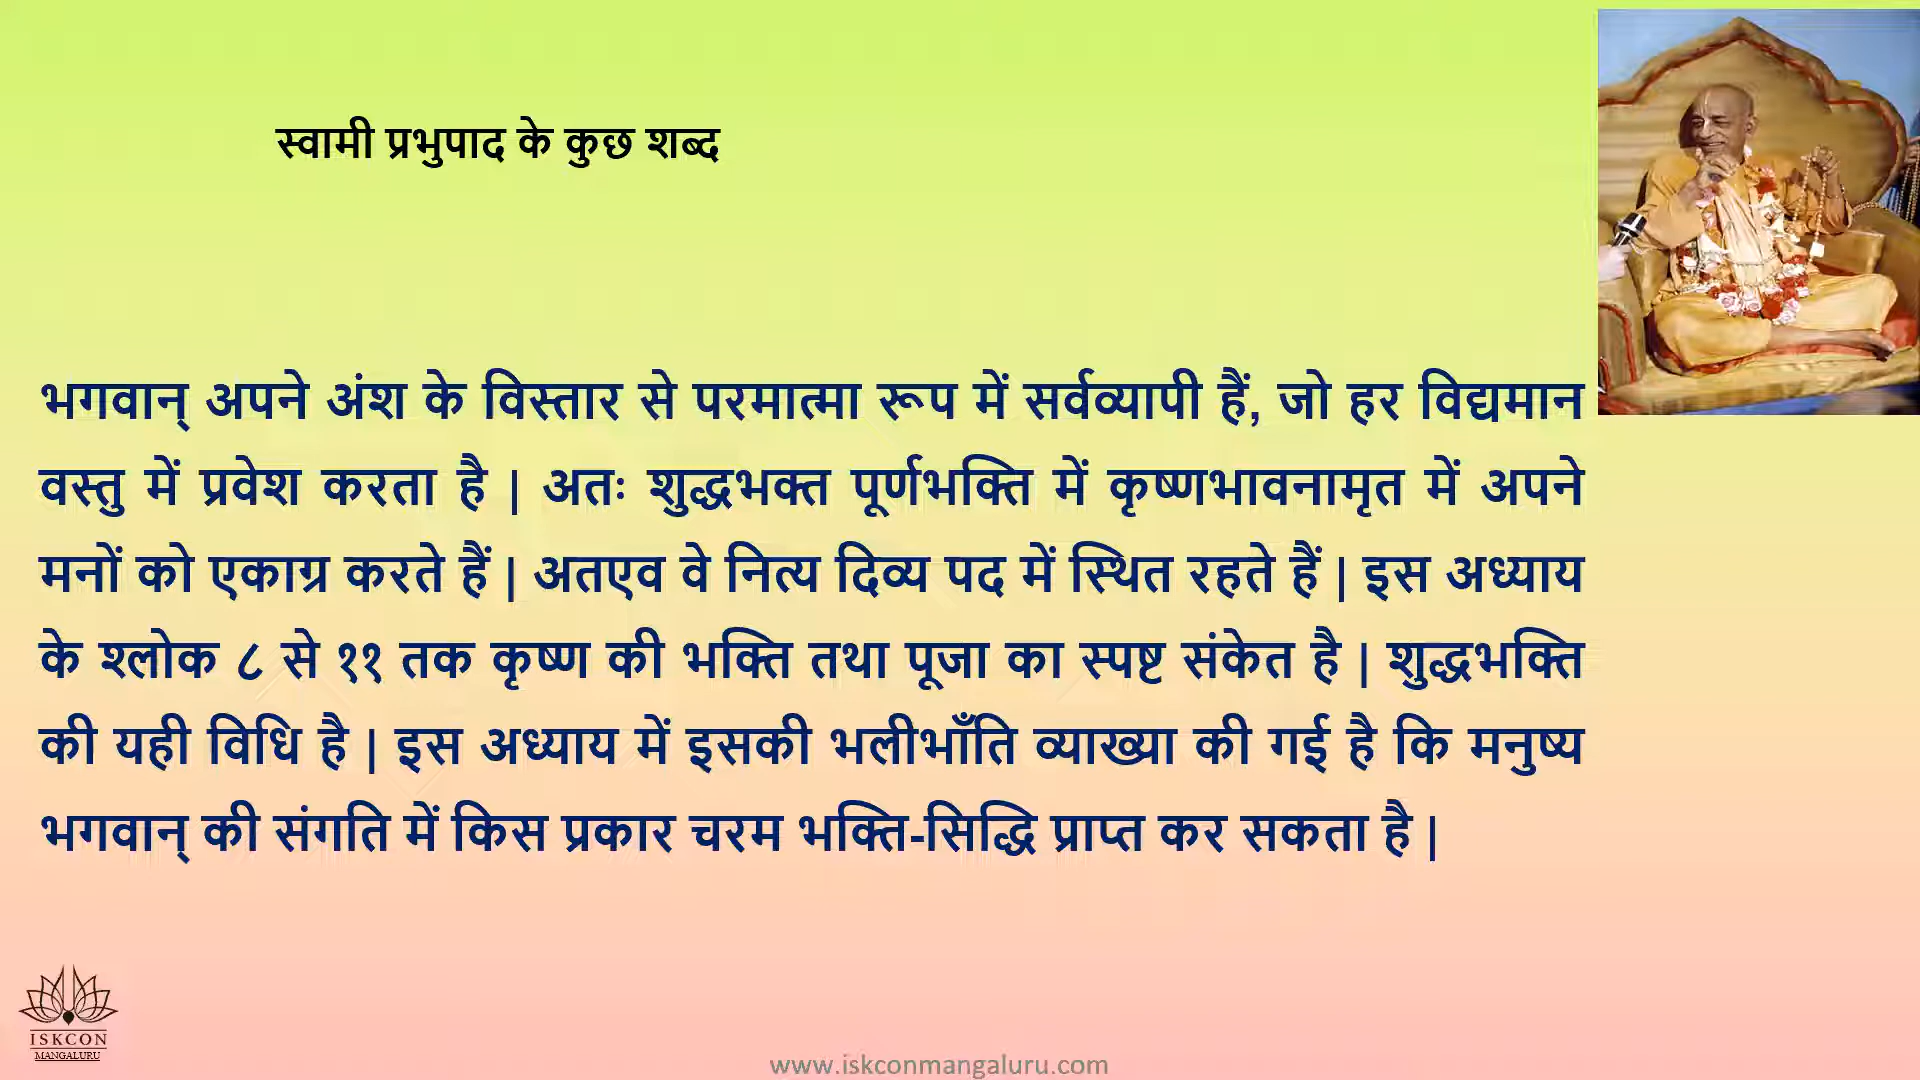 स्वामी प्रभुपाद के कुछ शब्द
भगवान् अपने अंश के विस्तार से परमात्मा रूप में सर्वव्यापी हैं, जो हर विद्यमान
वस्तु में प्रवेश करता है | अतः शुद्धभक्त पूर्णभक्ति में कृष्णभावनामृत में अपने
मनों को एकाग्र करते हैं | अतएव वे नित्य दिव्य पद में स्थित रहते हैं | इस अध्याय
के श्लोक ८ से ११ तक कृष्ण की भक्ति तथा पूजा का स्पष्ट संकेत है | शुद्धभक्ति
की यही विधि है | इस अध्याय में इसकी भलीभाँति व्याख्या की गई है कि मनुष्य
भगवान् की संगति में किस प्रकार चरम भक्ति-सिद्धि प्राप्त कर सकता है |
ISKCON
MANGALURU
www.iskconmangaluru.com